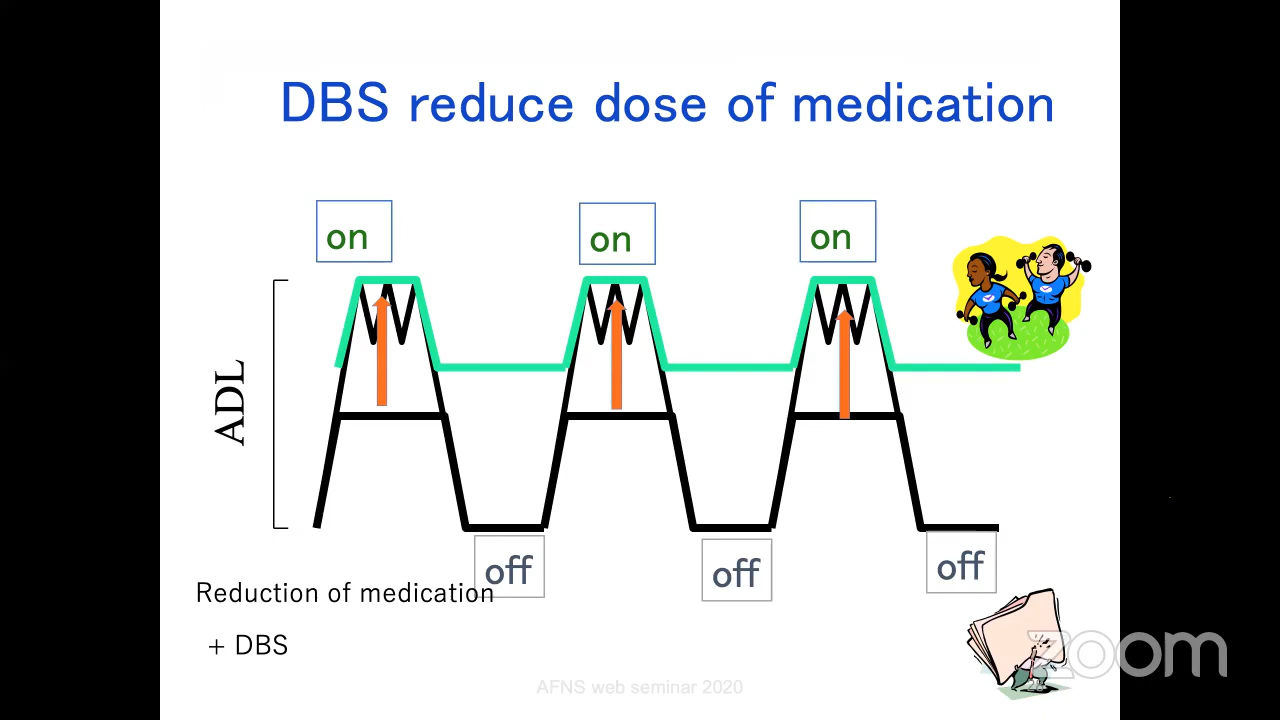 DBS reduce dose of medication
on
on
on
ADL
off
off
off
Reduction of medication
+ DBS
zoom
AFNS web seminar 2020